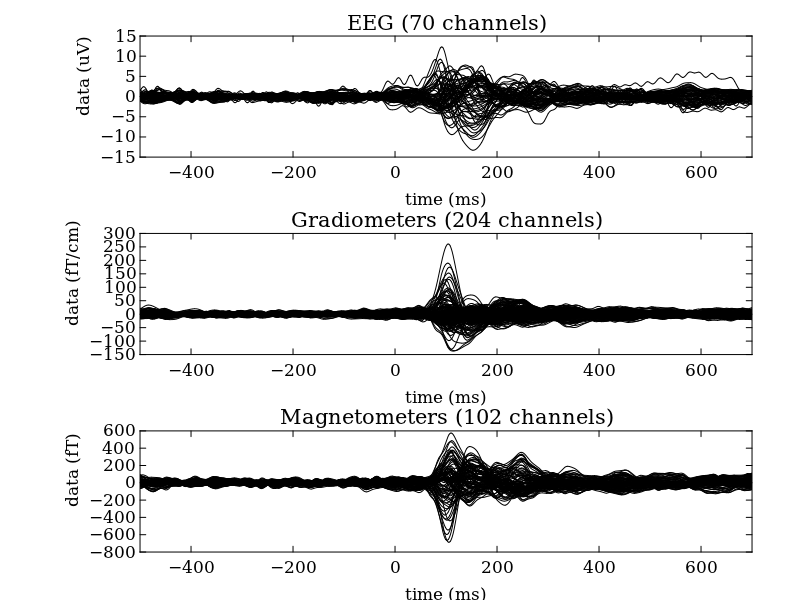 EEG (70 channels)
data (uV)
15
10
5
0
−5
−10
−15
−400 −200 0 200 400 600
time (ms)
Gradiometers (204 channels)
data (fT/cm)
300
250
200
150
100
50
0
−50
−100
−150
−400 −200 0 200 400 600
time (ms)
Magnetometers (102 channels)
data (fT)
600
400
200
0
−200
−400
−600
−800
−400 −200 0 200 400 600
time (ms)